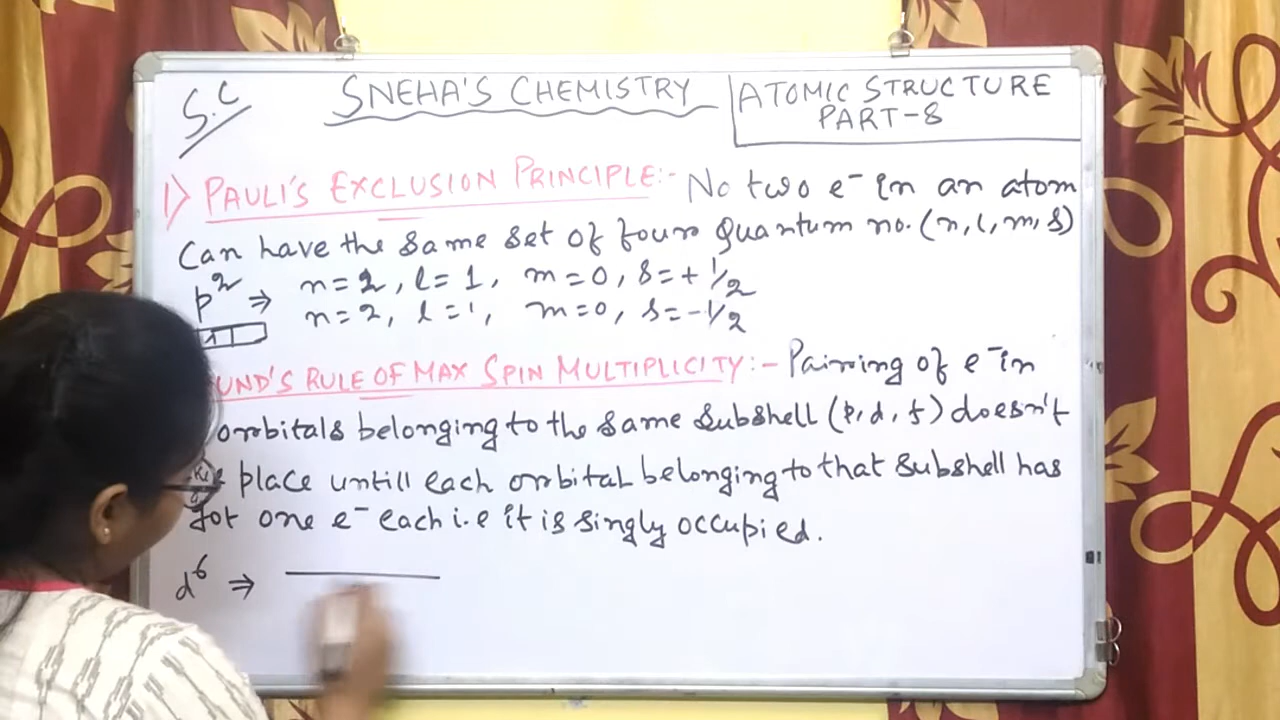 S.C
SNEHA'S CHEMISTRY
ATOMIC STRUCTURE
PART-8
1) PAULI'S EXCLUSION PRINCIPLE:- No two e⁻ in an atom
Can have the same set of four quantum no. (n, l, m, s)
p² ⇒ n=2, l=1, m=0, s=+1/2
n=2, l=1, m=0, s=-1/2
UND'S RULE OF MAX SPIN MULTIPLICITY:- Pairing of e⁻ in
orbitals belonging to the same subshell (p, d, f) doesn't
place untill each orbital belonging to that subshell has
got one e⁻ each i.e it is singly occupied.
d⁶ ⇒